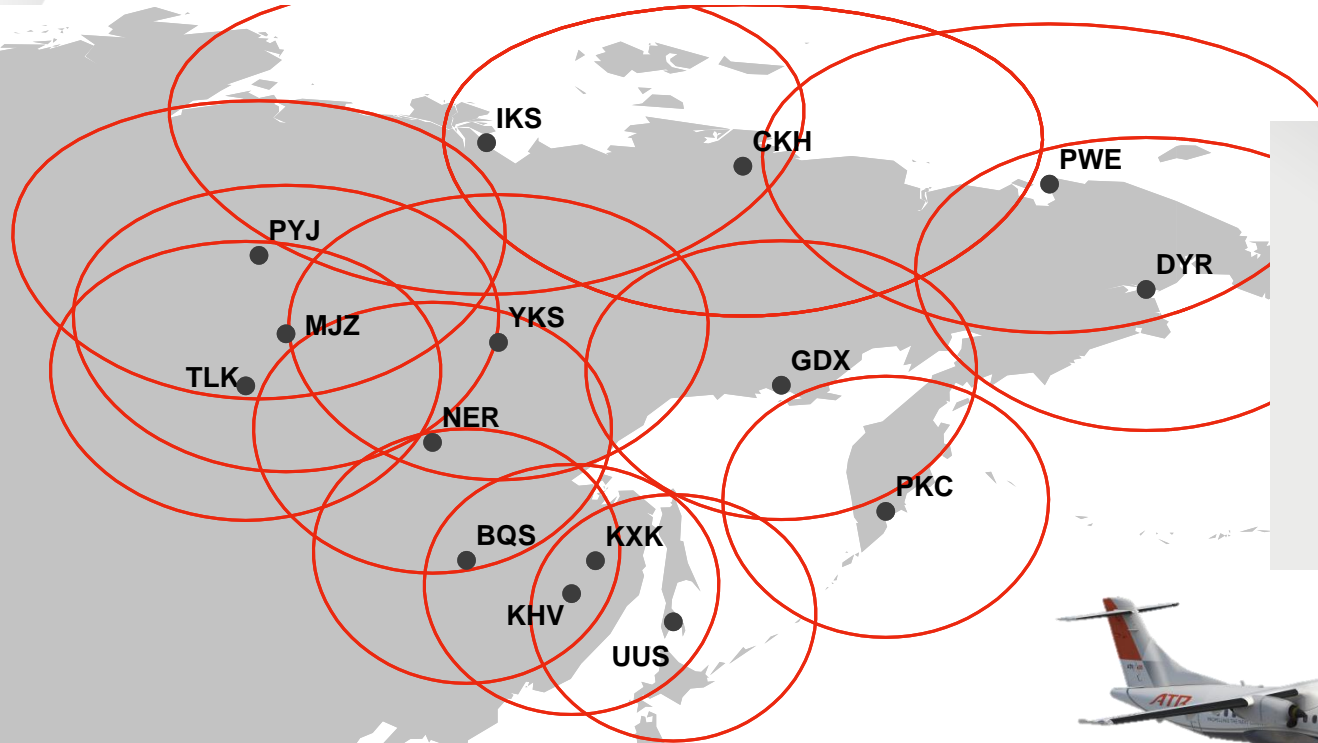 IKS
CKH
PWE
PYJ
DYR
MJZ
YKS
GDX
TLK
NER
PKC
BQS
KXK
KHV
UUS
ATR